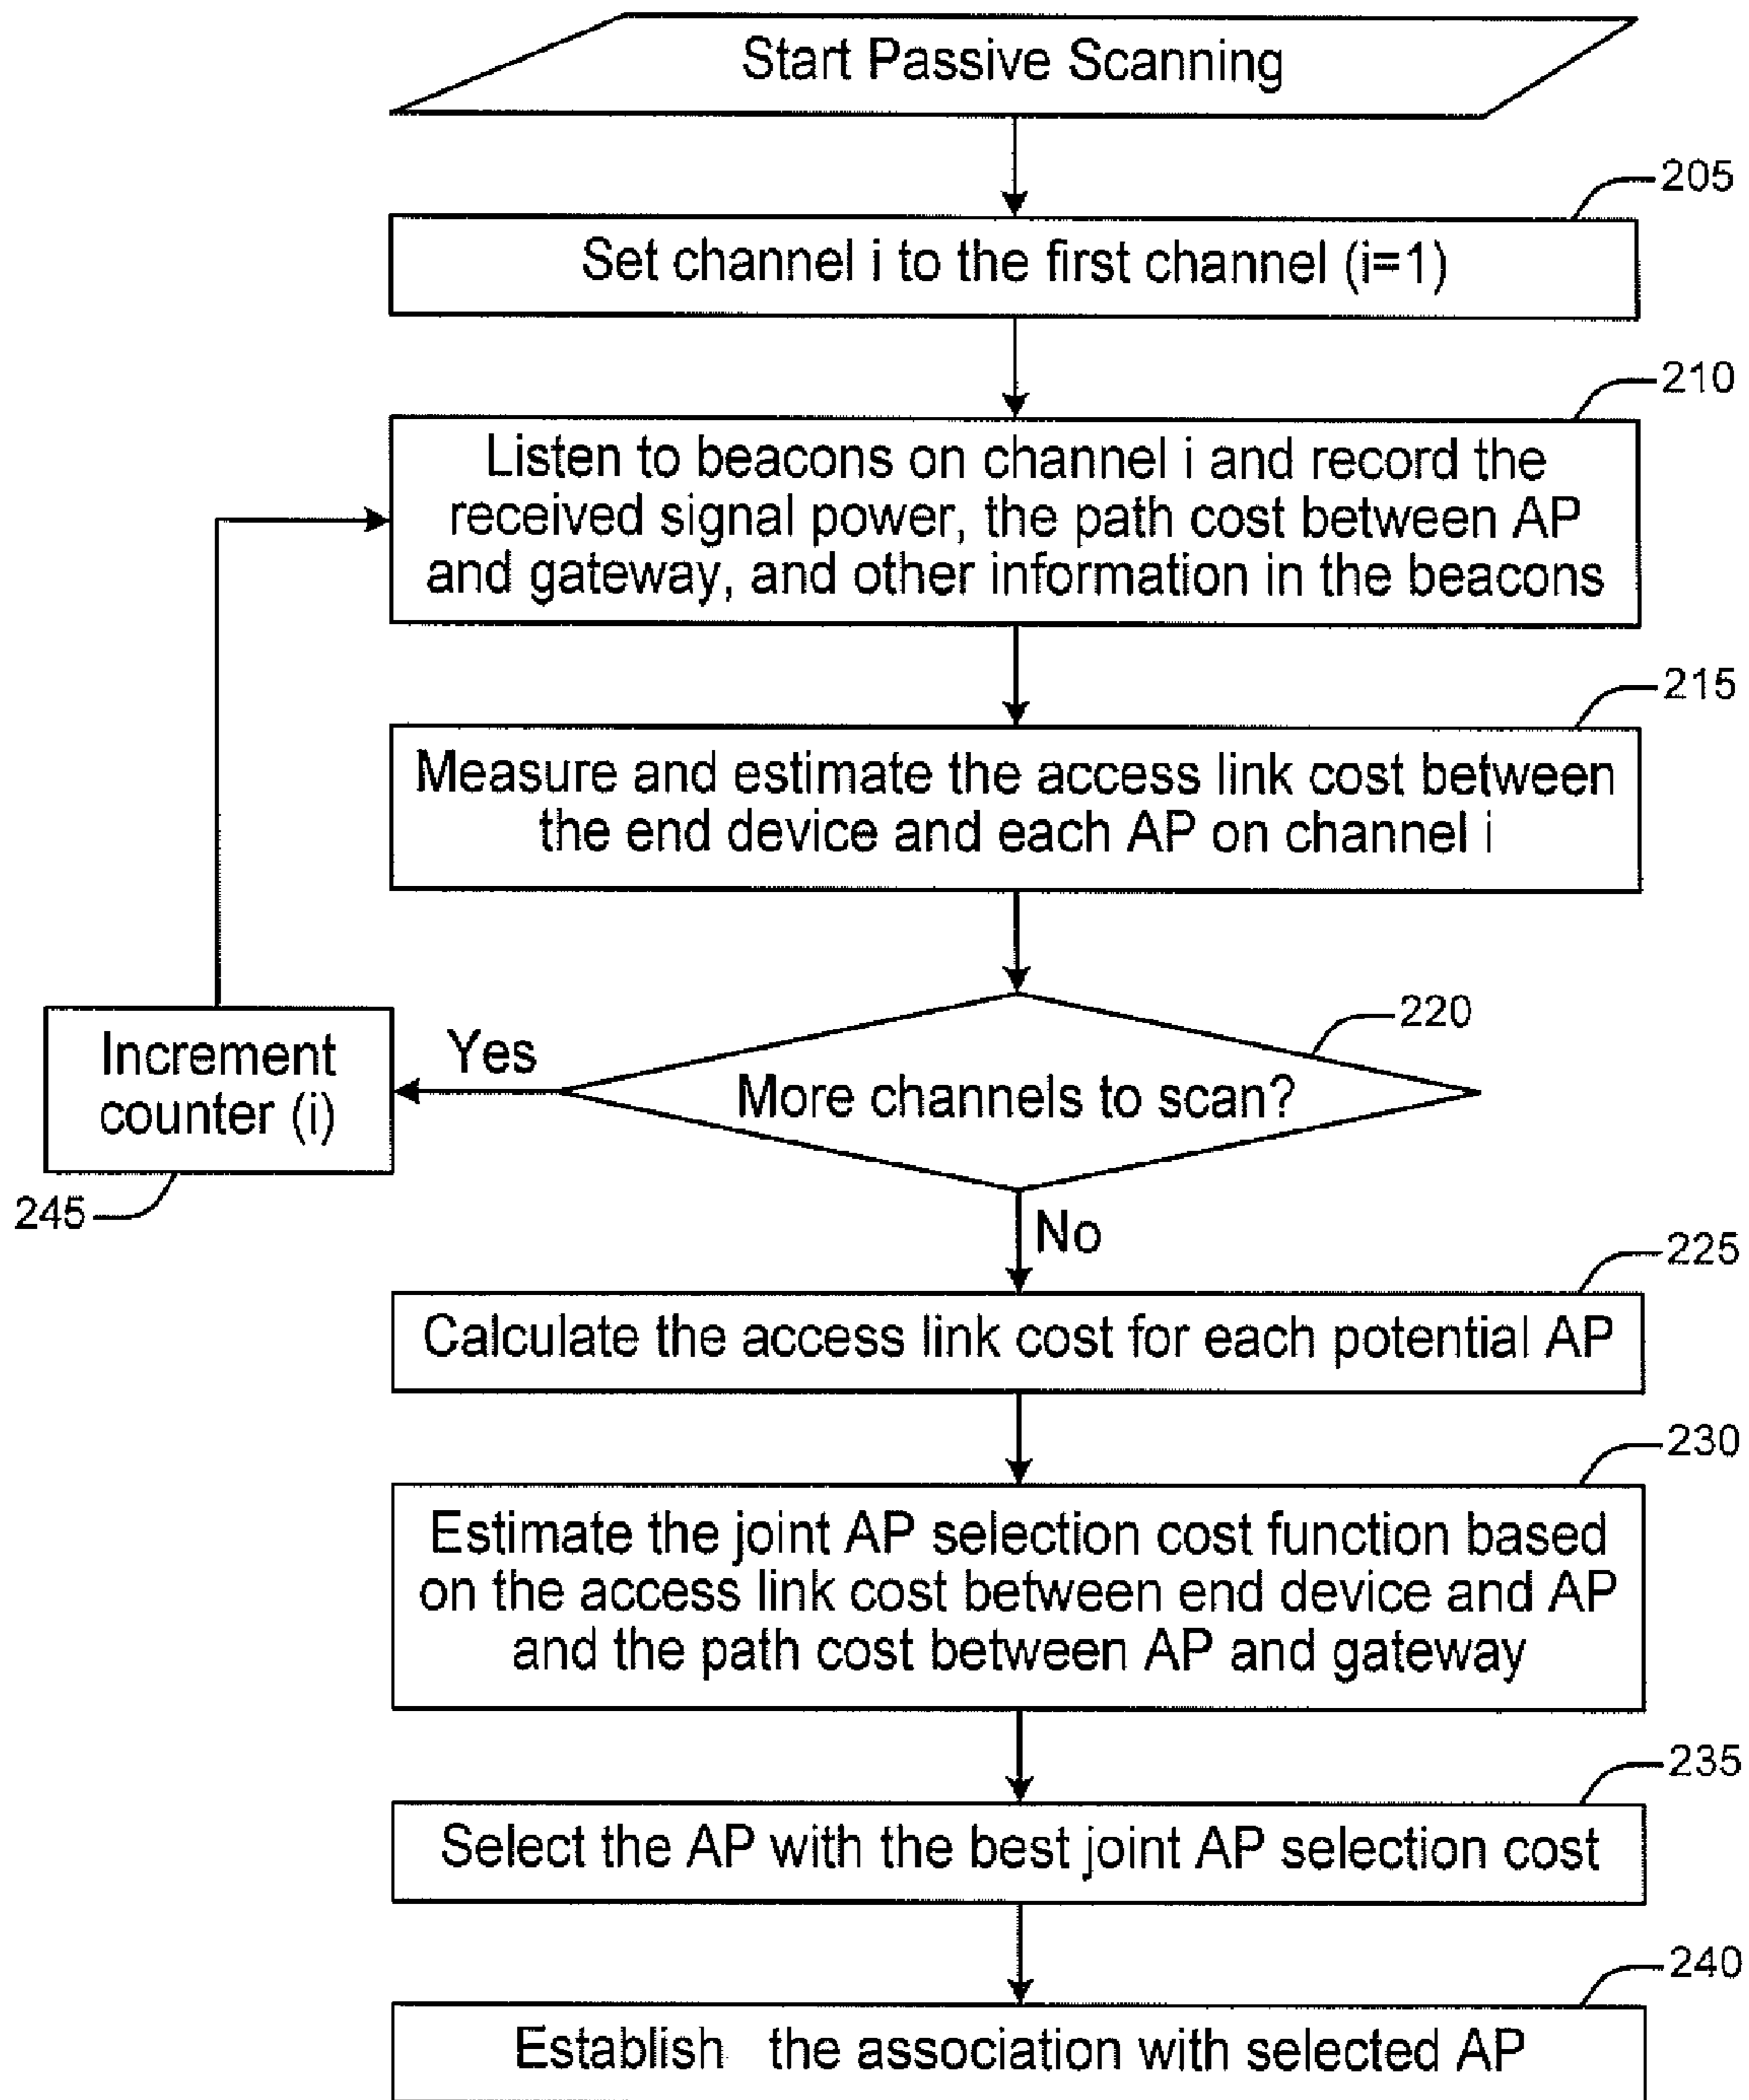 Start Passive Scanning
205
Set channel i to the first channel (i=1)
210
Listen to beacons on channel i and record the
received signal power, the path cost between AP
and gateway, and other information in the beacons
215
Measure and estimate the access link cost between
the end device and each AP on channel i
220
More channels to scan?
Yes
Increment
counter (i)
245
No
225
Calculate the access link cost for each potential AP
230
Estimate the joint AP selection cost function based
on the access link cost between end device and AP
and the path cost between AP and gateway
235
Select the AP with the best joint AP selection cost
240
Establish the association with selected AP